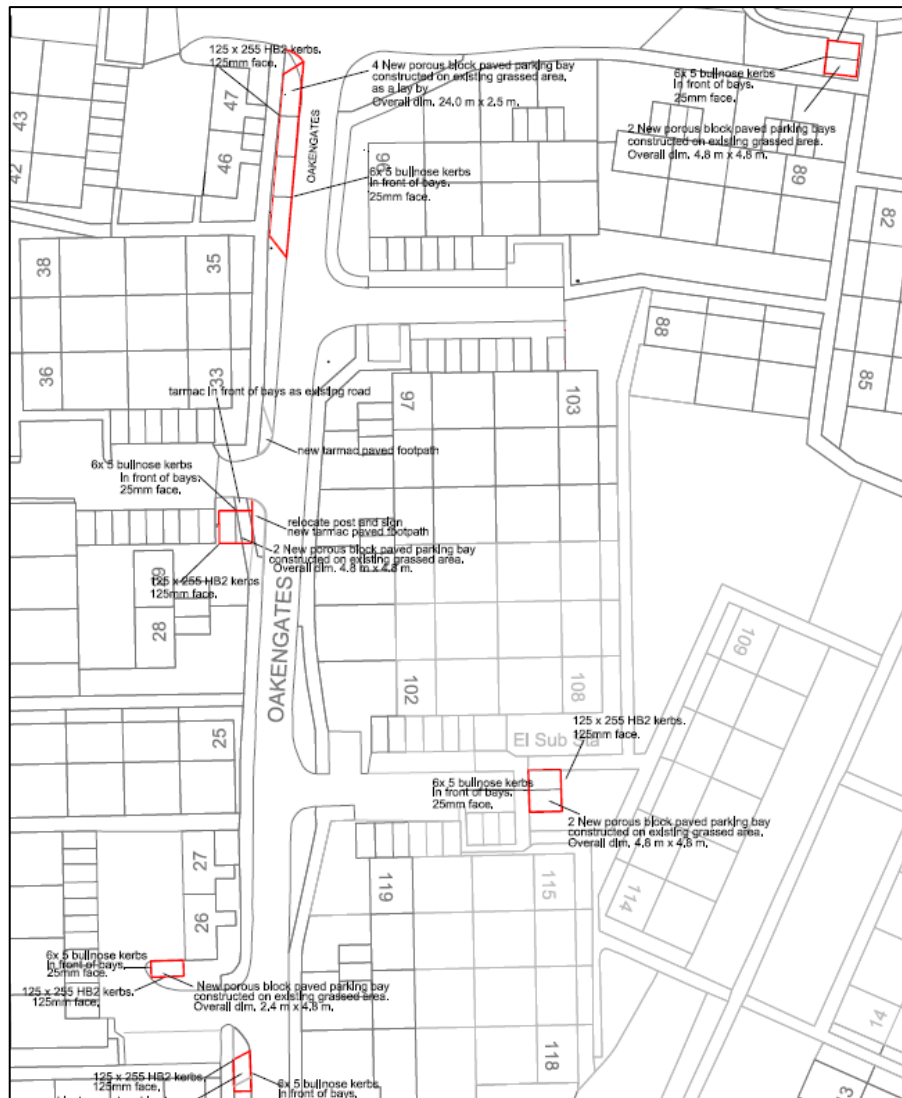 125 x 255 HB2 kerbs.
125mm face.
4 New porous block paved parking bay
constructed on existing grassed area,
as a lay by
Overall dim. 24.0 m x 2.5 m.
OAKENGATES
6x 5 bullnose kerbs
In front of bays.
25mm face.
6x 5 bullnose kerbs
In front of bays.
25mm face.
2 New porous block paved parking bays
constructed on existing grassed area.
Overall dim. 4.8 m x 4.8 m.
43
42
47
46
96
89
82
38
35
36
33
88
85
tarmac in front of bays as existing road
97
103
new tarmac paved footpath
6x 5 bullnose kerbs
In front of bays.
25mm face.
relocate post and sign
new tarmac paved footpath
2 New porous block paved parking bay
constructed on existing grassed area.
Overall dim. 4.8 m x 4.8 m.
125 x 255 HB2 kerbs
125mm face.
28
OAKENGATES
109
102
108
25
El Sub Sta
125 x 255 HB2 kerbs.
125mm face.
6x 5 bullnose kerbs
In front of bays.
25mm face.
2 New porous block paved parking bay
constructed on existing grassed area.
Overall dim. 4.8 m x 4.8 m.
27
26
119
115
114
6x 5 bullnose kerbs
In front of bays.
25mm face.
125 x 255 HB2 kerbs.
125mm face.
New porous block paved parking bay
constructed on existing grassed area.
Overall dim. 2.4 m x 4.8 m.
14
118
125 x 255 HB2 kerbs
125mm face.
6x 5 bullnose kerbs
In front of bays.